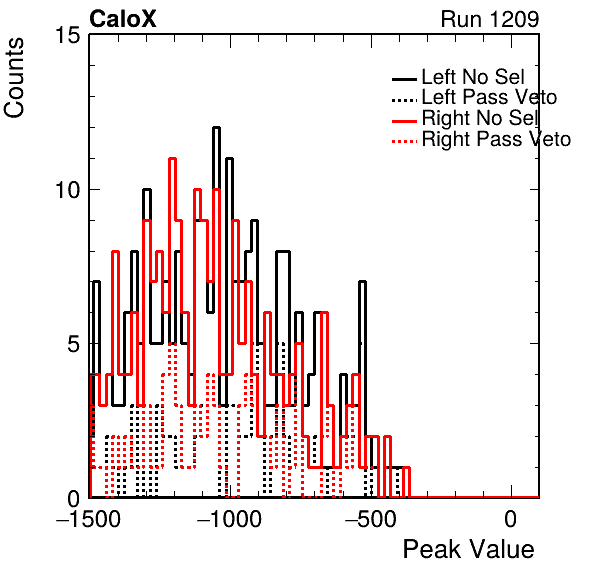 CaloX Run 1209
Counts
15
10
5
0
Left No Sel
Left Pass Veto
Right No Sel
Right Pass Veto
−1500 −1000 −500 0
Peak Value